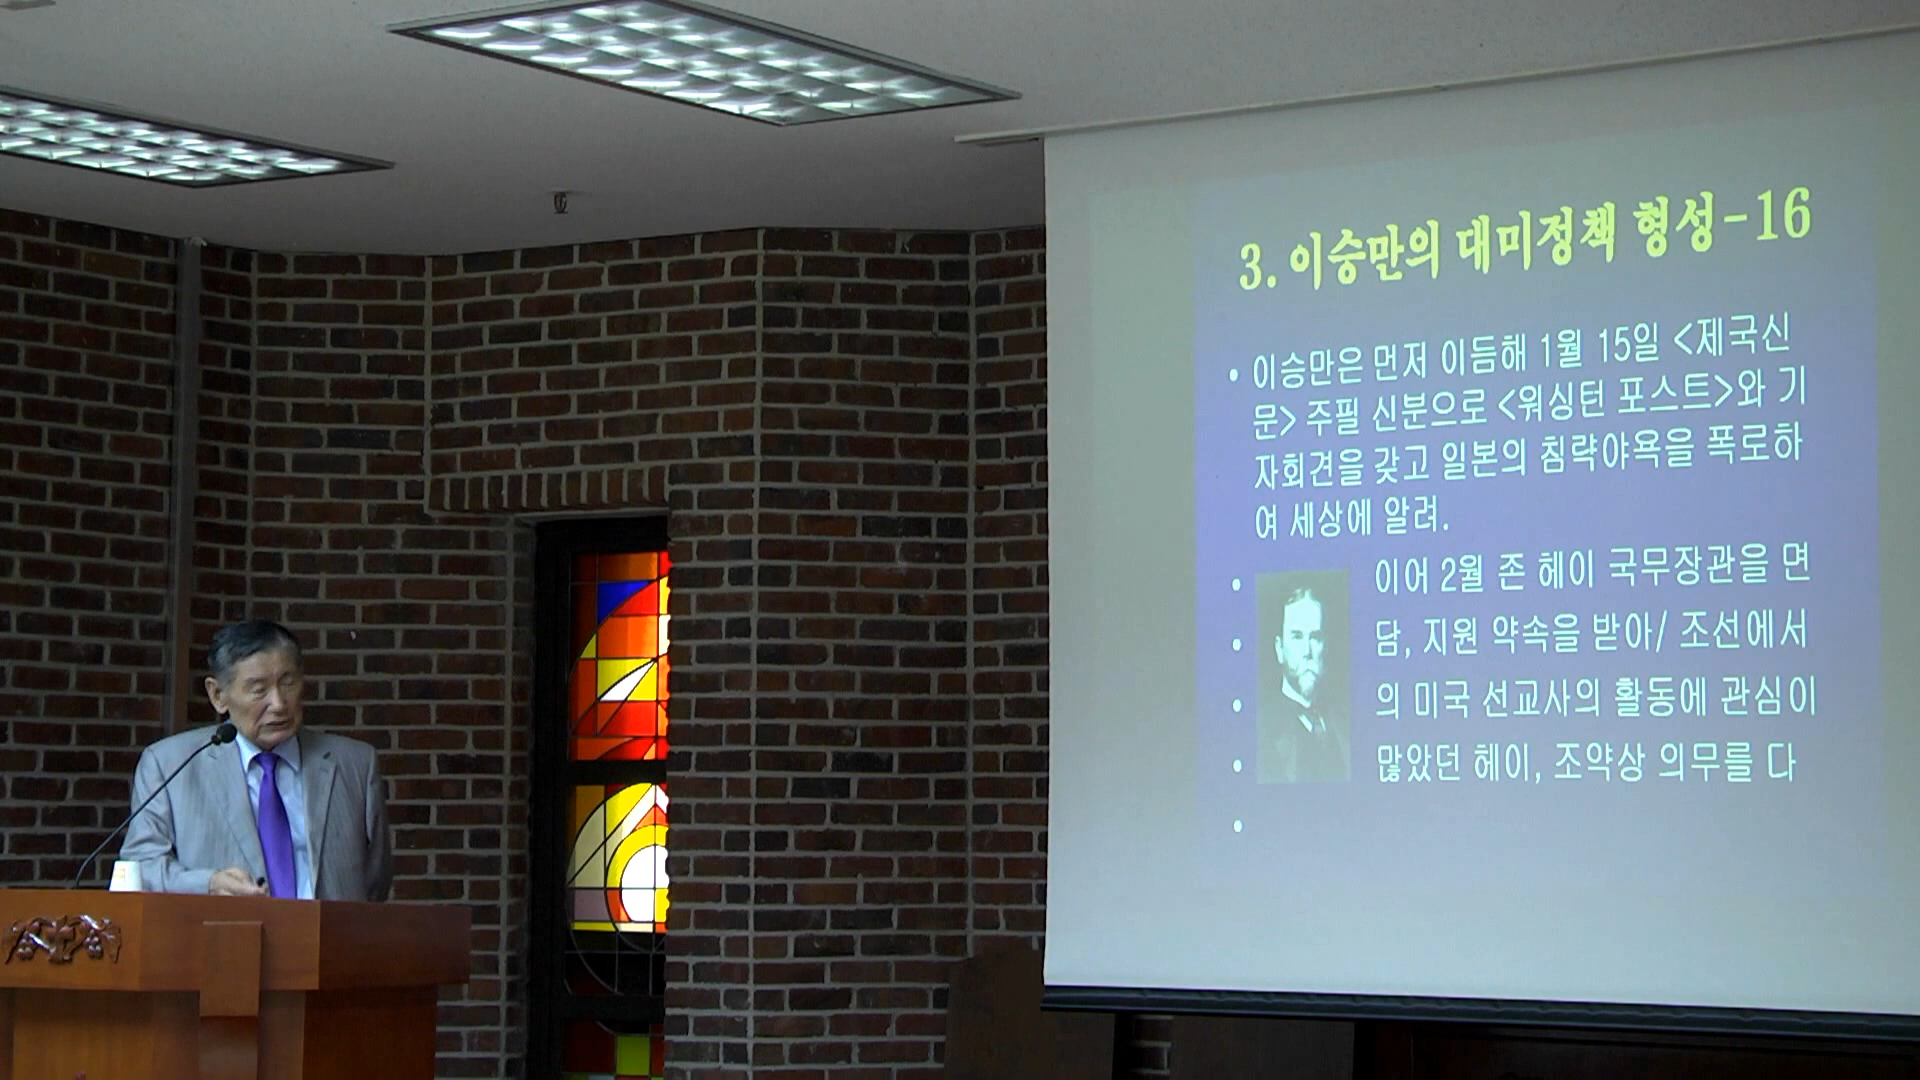 3. 이승만의 대미정책 형성-16
• 이승만은 먼저 이듬해 1월 15일 <제국신
문> 주필 신분으로 <워싱턴 포스트>와 기
자회견을 갖고 일본의 침략야욕을 폭로하
여 세상에 알려.
• 이어 2월 존 헤이 국무장관을 면
• 담, 지원 약속을 받아/ 조선에서
• 의 미국 선교사의 활동에 관심이
• 많았던 헤이, 조약상 의무를 다
•